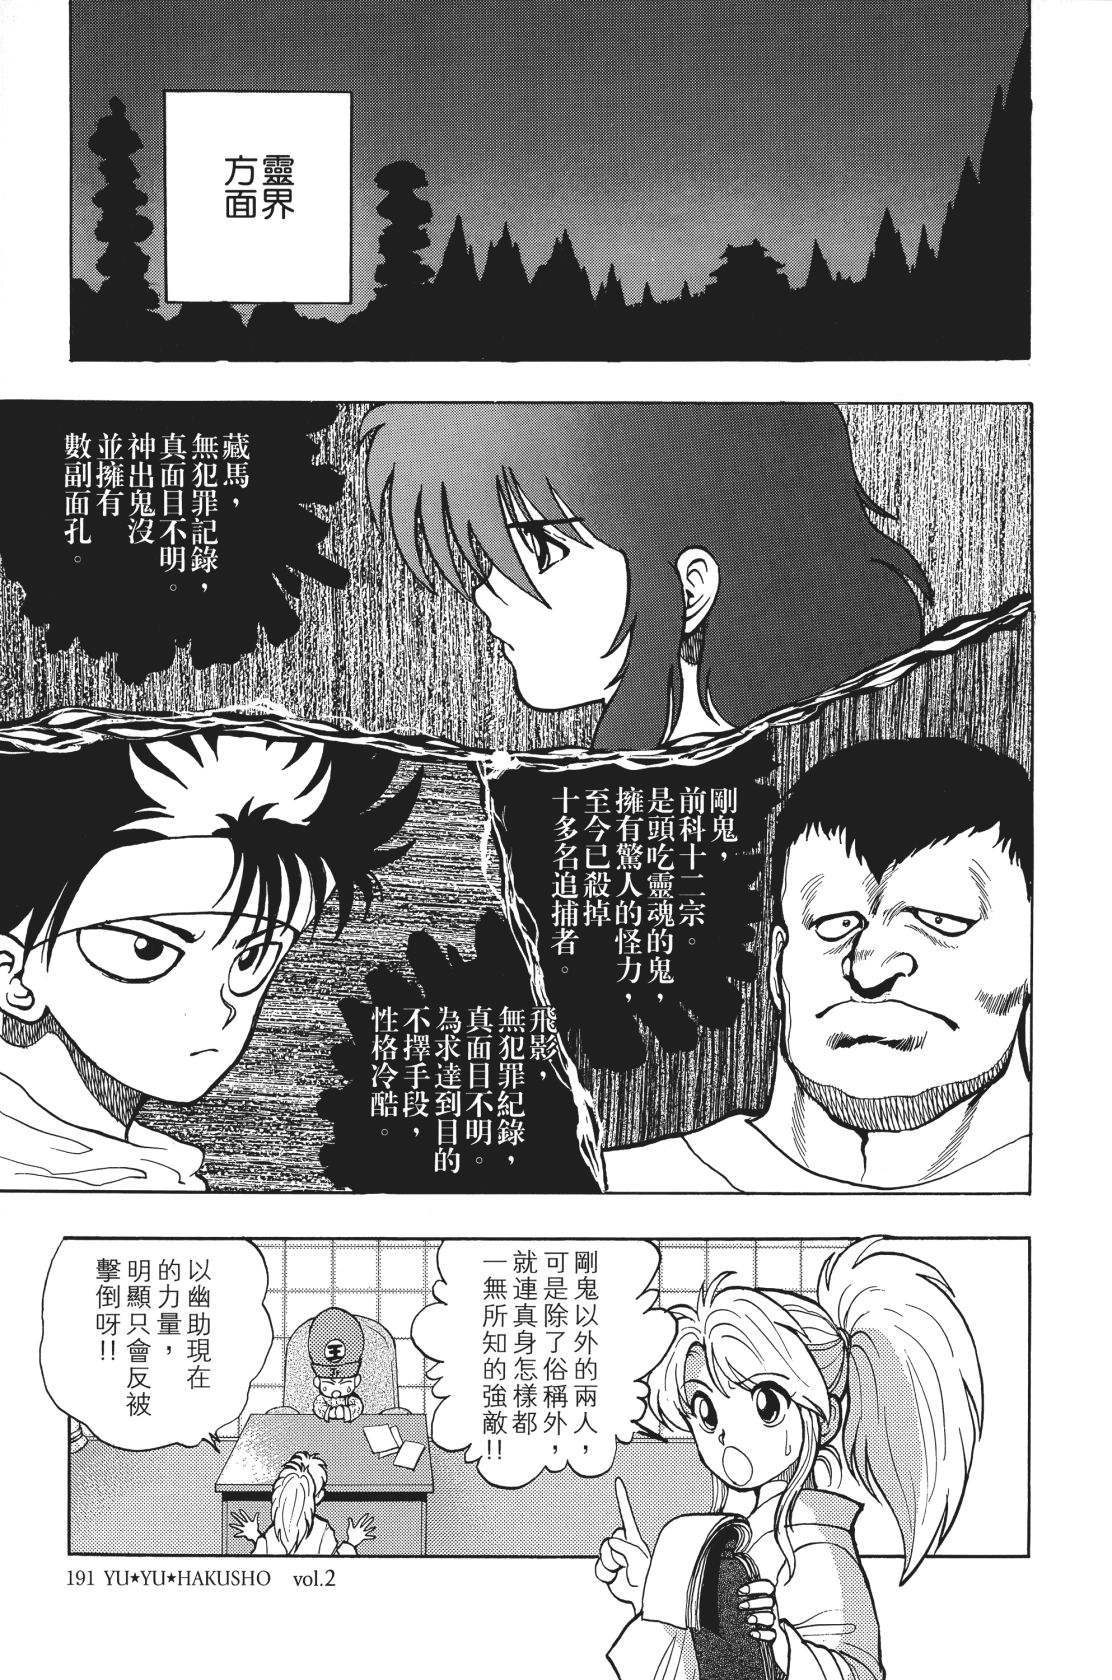 靈界
方面
藏馬，
無犯罪記錄，
真面目不明。
神出鬼沒
並擁有
數副面孔。
剛鬼，
前科十二宗。
是頭吃靈魂的鬼，
擁有驚人的怪力，
至今已殺掉
十多名追捕者。
飛影，
無犯罪紀錄，
真面目不明。
為求達到目的
不擇手段，
性格冷酷。
剛鬼以外的兩人，
可是除了俗稱外，
就連真身怎樣都
一無所知的強敵!!
王
以幽助現在
的力量，
明顯只會反被
擊倒呀!!
191 YU★YU★HAKUSHO vol.2